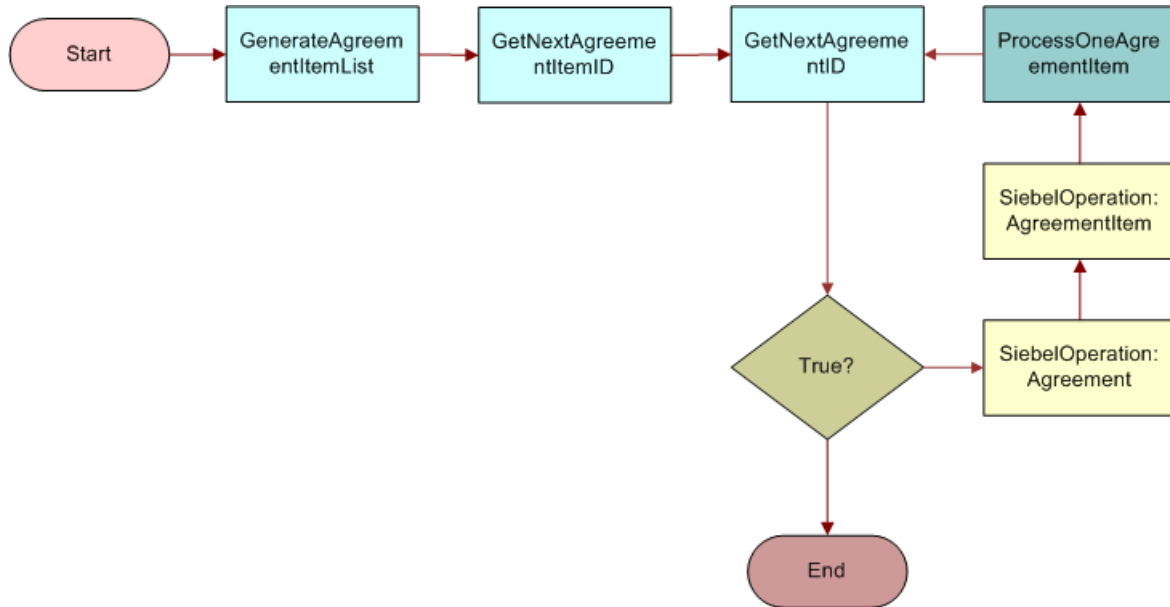 Start
GenerateAgreem
entItemList
GetNextAgreeme
ntItemID
GetNextAgreeme
ntID
ProcessOneAgre
ementItem
SiebelOperation:
AgreementItem
True?
SiebelOperation:
Agreement
End